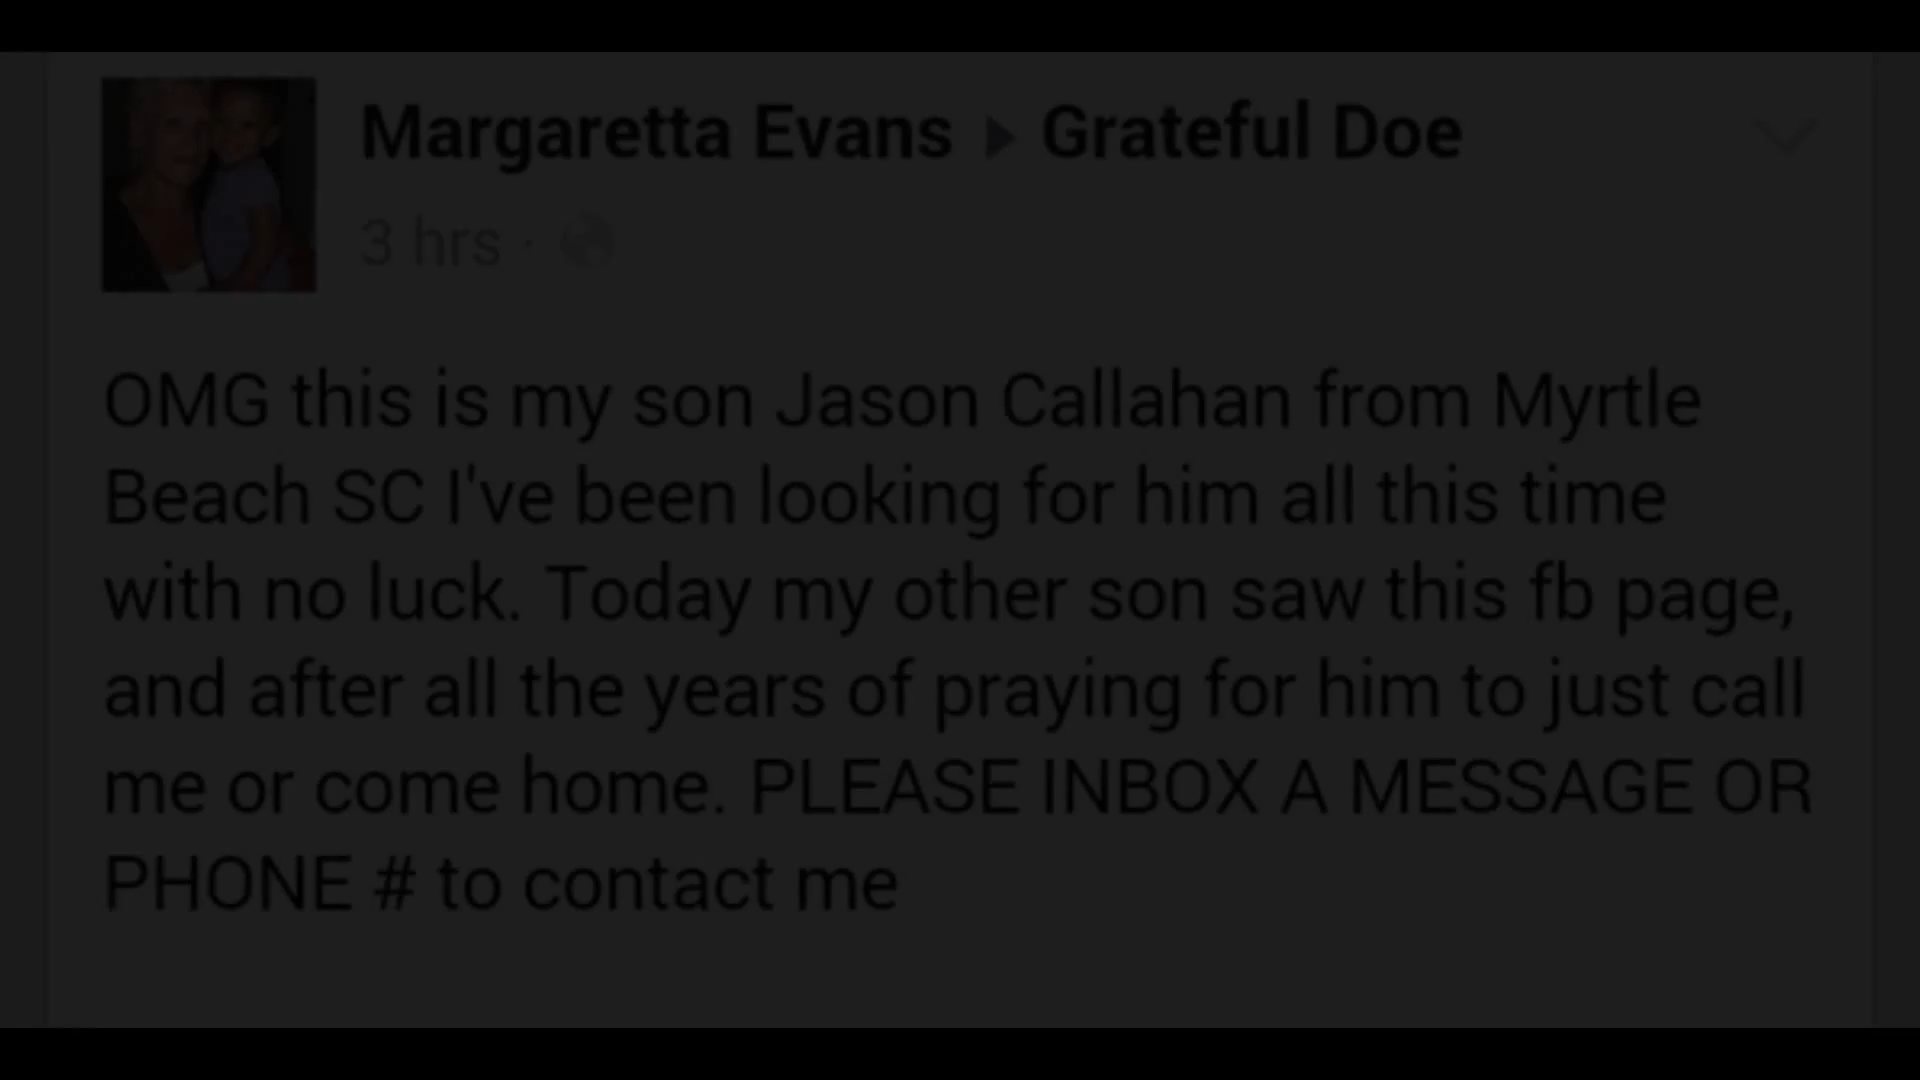 Margaretta Evans ▸ Grateful Doe
3 hrs ·
OMG this is my son Jason Callahan from Myrtle
Beach SC I've been looking for him all this time
with no luck. Today my other son saw this fb page,
and after all the years of praying for him to just call
me or come home. PLEASE INBOX A MESSAGE OR
PHONE # to contact me